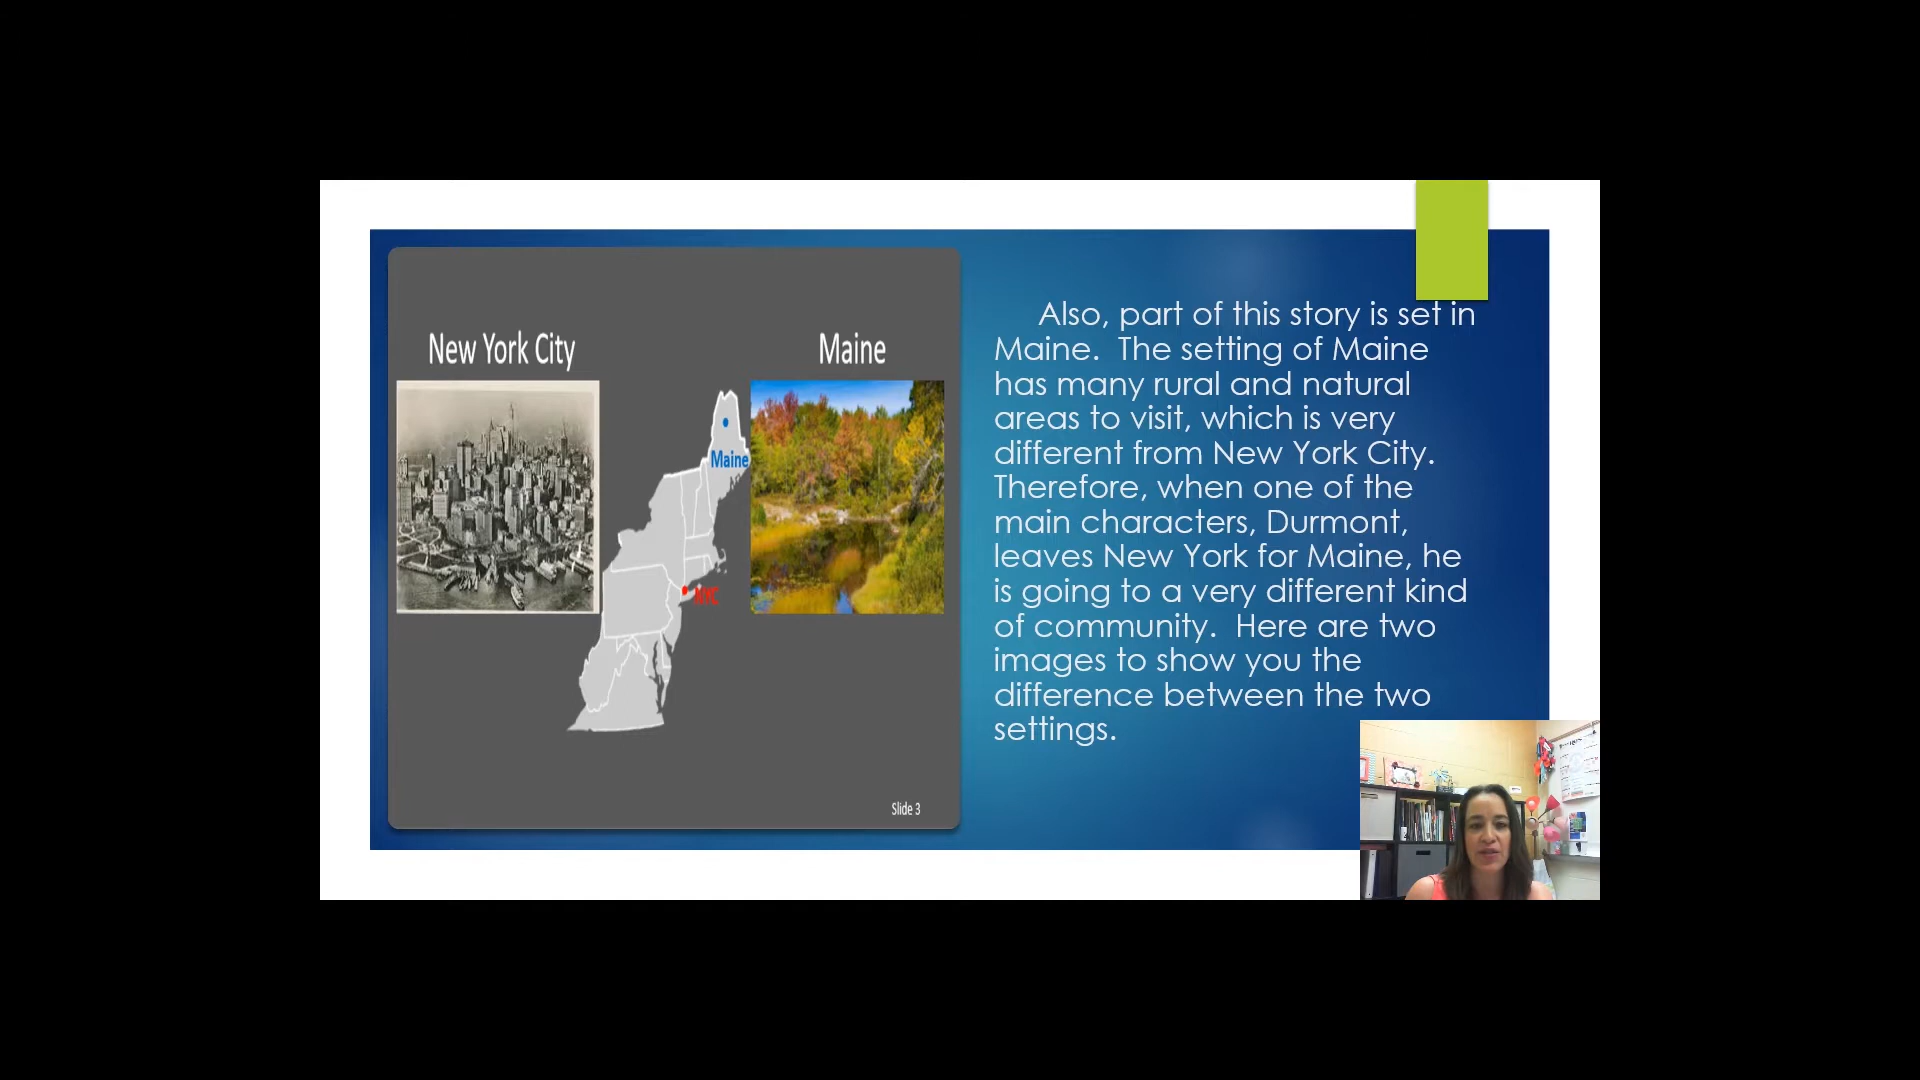 New York City
Maine
Maine
NYC
Slide 3
Also, part of this story is set in
Maine.  The setting of Maine
has many rural and natural
areas to visit, which is very
different from New York City.
Therefore, when one of the
main characters, Durmont,
leaves New York for Maine, he
is going to a very different kind
of community.  Here are two
images to show you the
difference between the two
settings.